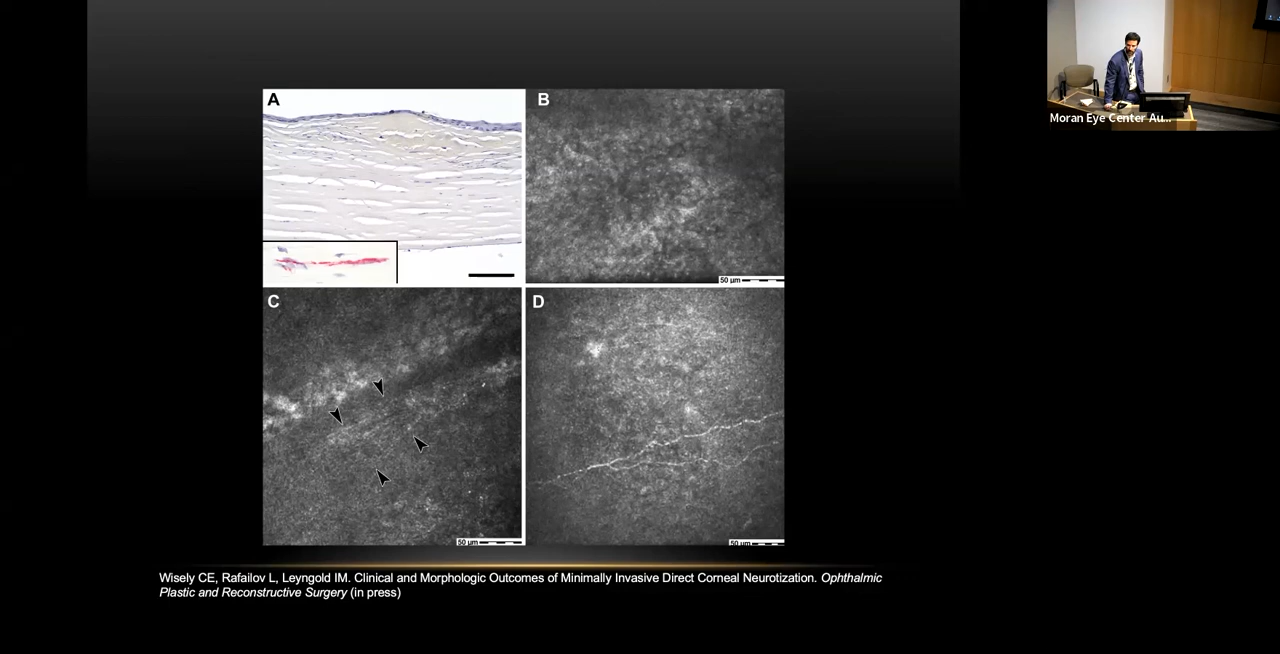 A
B
50 µm
Moran Eye Center Au...
C
D
50 µm
50 µm
Wisely CE, Rafailov L, Leyngold IM. Clinical and Morphologic Outcomes of Minimally Invasive Direct Corneal Neurotization. Ophthalmic
Plastic and Reconstructive Surgery (in press)